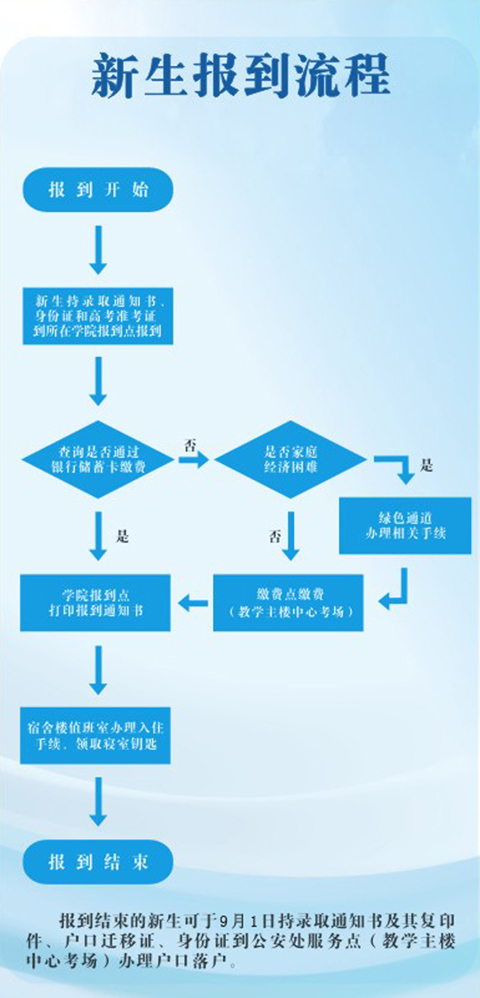 新生报到流程
报到开始
新生持录取通知书、
身份证和高考准考证
到所在学院报到点报到
查询是否通过
银行储蓄卡缴费
否
是否家庭
经济困难
是
绿色通道
办理相关手续
是
否
学院报到点
打印报到通知书
缴费点缴费
（教学主楼中心考场）
宿舍楼值班室办理入住
手续、领取寝室钥匙
报到结束
报到结束的新生可于9月1日持录取通知书及其复印
件、户口迁移证、身份证到公安处服务点（教学主楼
中心考场）办理户口落户。